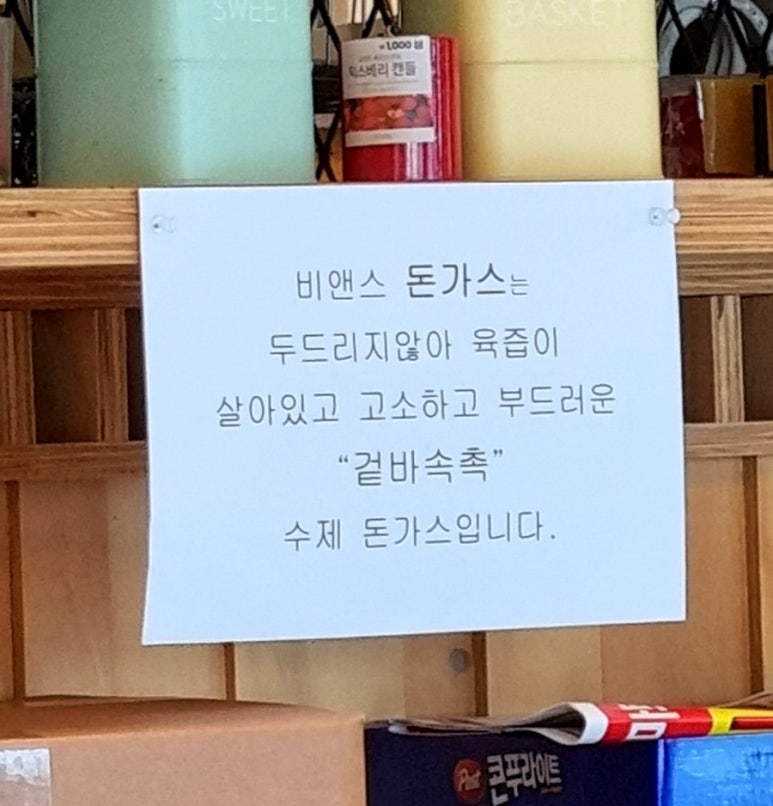 SWEET
BASKET
₩1,000
믹스베리 캔들
비앤스 돈가스는
두드리지않아 육즙이
살아있고 고소하고 부드러운
“겉바속촉”
수제 돈가스입니다.
Post 콘푸라이트